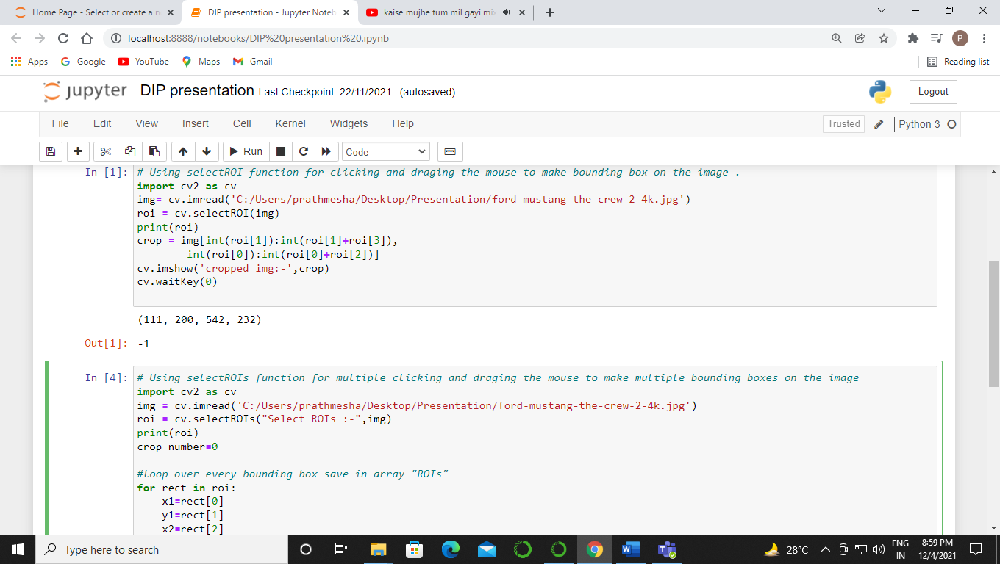 Home Page - Select or create a n
DIP presentation - Jupyter Noteb
kaise mujhe tum mil gayi mix
localhost:8888/notebooks/DIP%20presentation%20.ipynb
P
Apps
Google
YouTube
Maps
Gmail
Reading list
jupyter
DIP presentation Last Checkpoint: 22/11/2021 (autosaved)
Logout
File Edit View Insert Cell Kernel Widgets Help
Trusted
Python 3
Run
Code
In [1]: # Using selectROI function for clicking and draging the mouse to make bounding box on the image .
import cv2 as cv
img= cv.imread('C:/Users/prathmesha/Desktop/Presentation/ford-mustang-the-crew-2-4k.jpg')
roi = cv.selectROI(img)
print(roi)
crop = img[int(roi[1]):int(roi[1]+roi[3]),
        int(roi[0]):int(roi[0]+roi[2])]
cv.imshow('cropped img:-',crop)
cv.waitKey(0)
(111, 200, 542, 232)
Out[1]: -1
In [4]: # Using selectROIs function for multiple clicking and draging the mouse to make multiple bounding boxes on the image
import cv2 as cv
img = cv.imread('C:/Users/prathmesha/Desktop/Presentation/ford-mustang-the-crew-2-4k.jpg')
roi = cv.selectROIs("Select ROIs :-",img)
print(roi)
crop_number=0
#loop over every bounding box save in array "ROIs"
for rect in roi:
    x1=rect[0]
    y1=rect[1]
    x2=rect[2]
Type here to search
28°C
ENG
IN
8:59 PM
12/4/2021